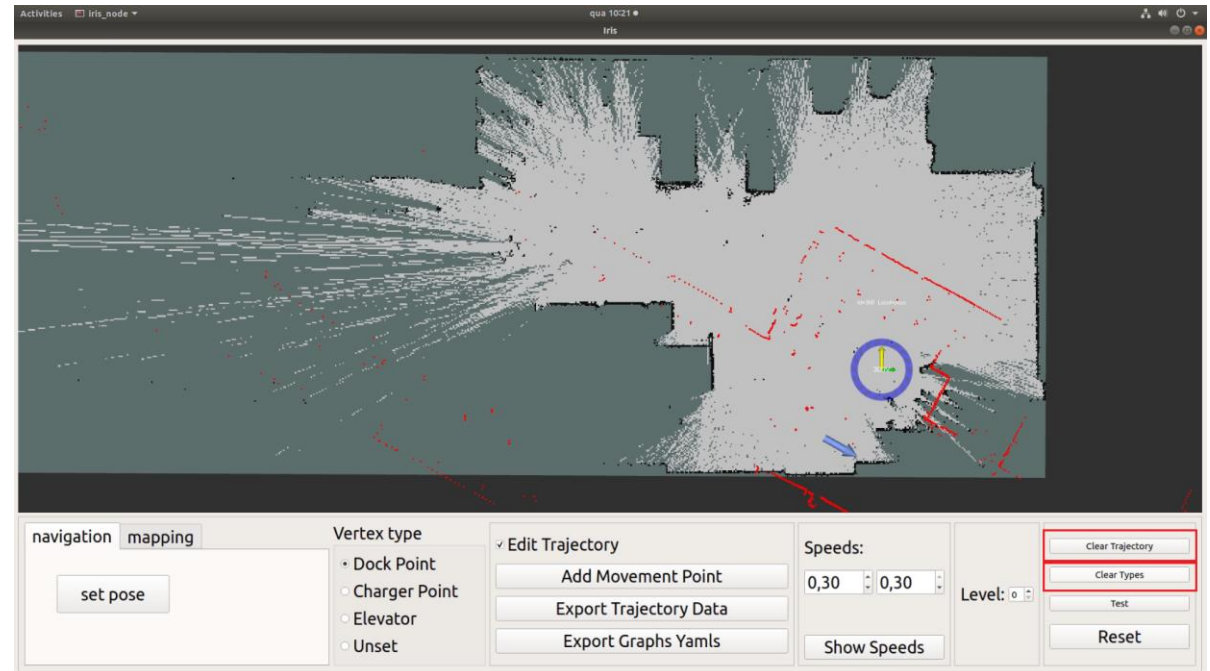 Activities iris_node qua 10:21
Iris
navigation mapping
set pose
Vertex type
Dock Point
Charger Point
Elevator
Unset
Edit Trajectory
Add Movement Point
Export Trajectory Data
Export Graphs Yamls
Speeds:
0,30 0,30
Show Speeds
Level: 0
Clear Trajectory
Clear Types
Test
Reset